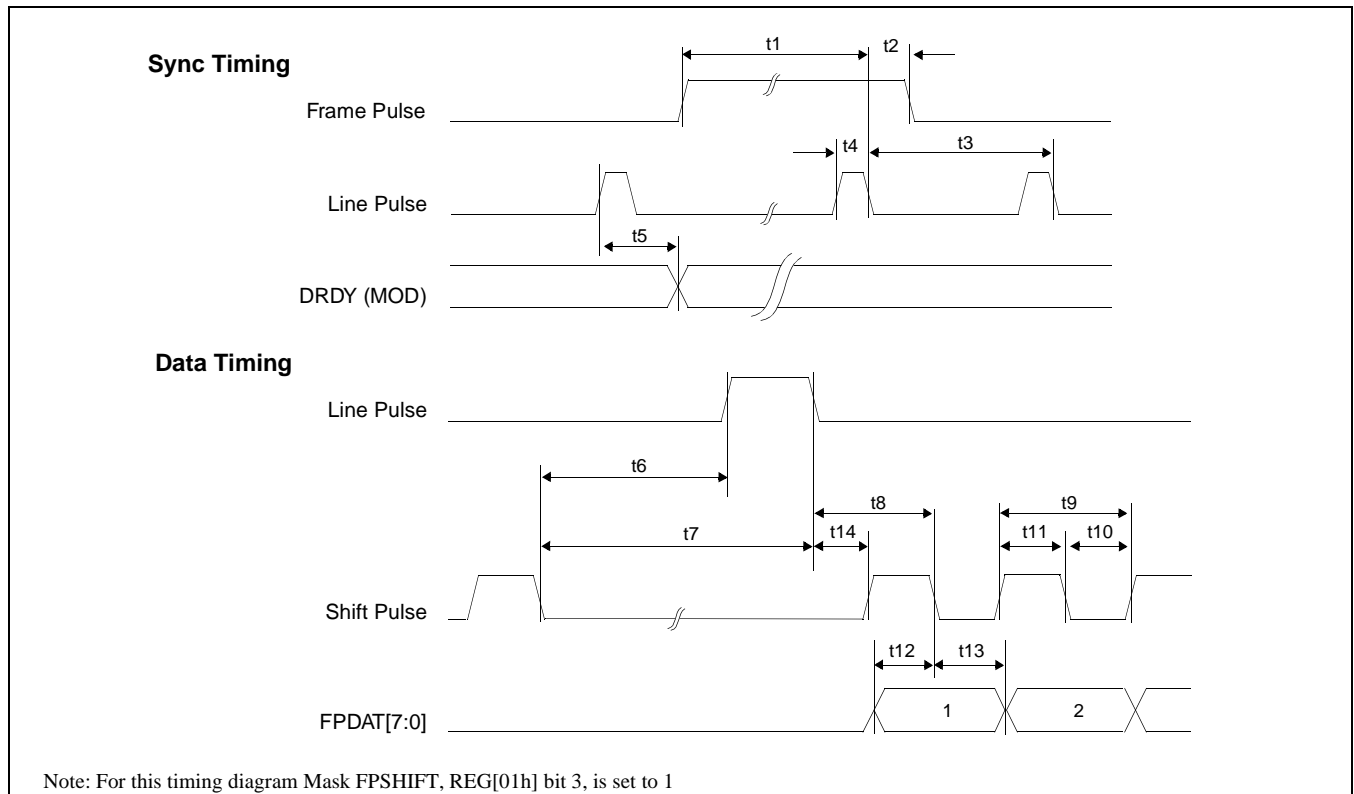 Sync Timing
t1
t2
Frame Pulse
t4
t3
Line Pulse
t5
DRDY (MOD)
Data Timing
Line Pulse
t6
t8
t9
t7
t14
t11
t10
Shift Pulse
t12
t13
FPDAT[7:0]
1
2
Note: For this timing diagram Mask FPSHIFT, REG[01h] bit 3, is set to 1